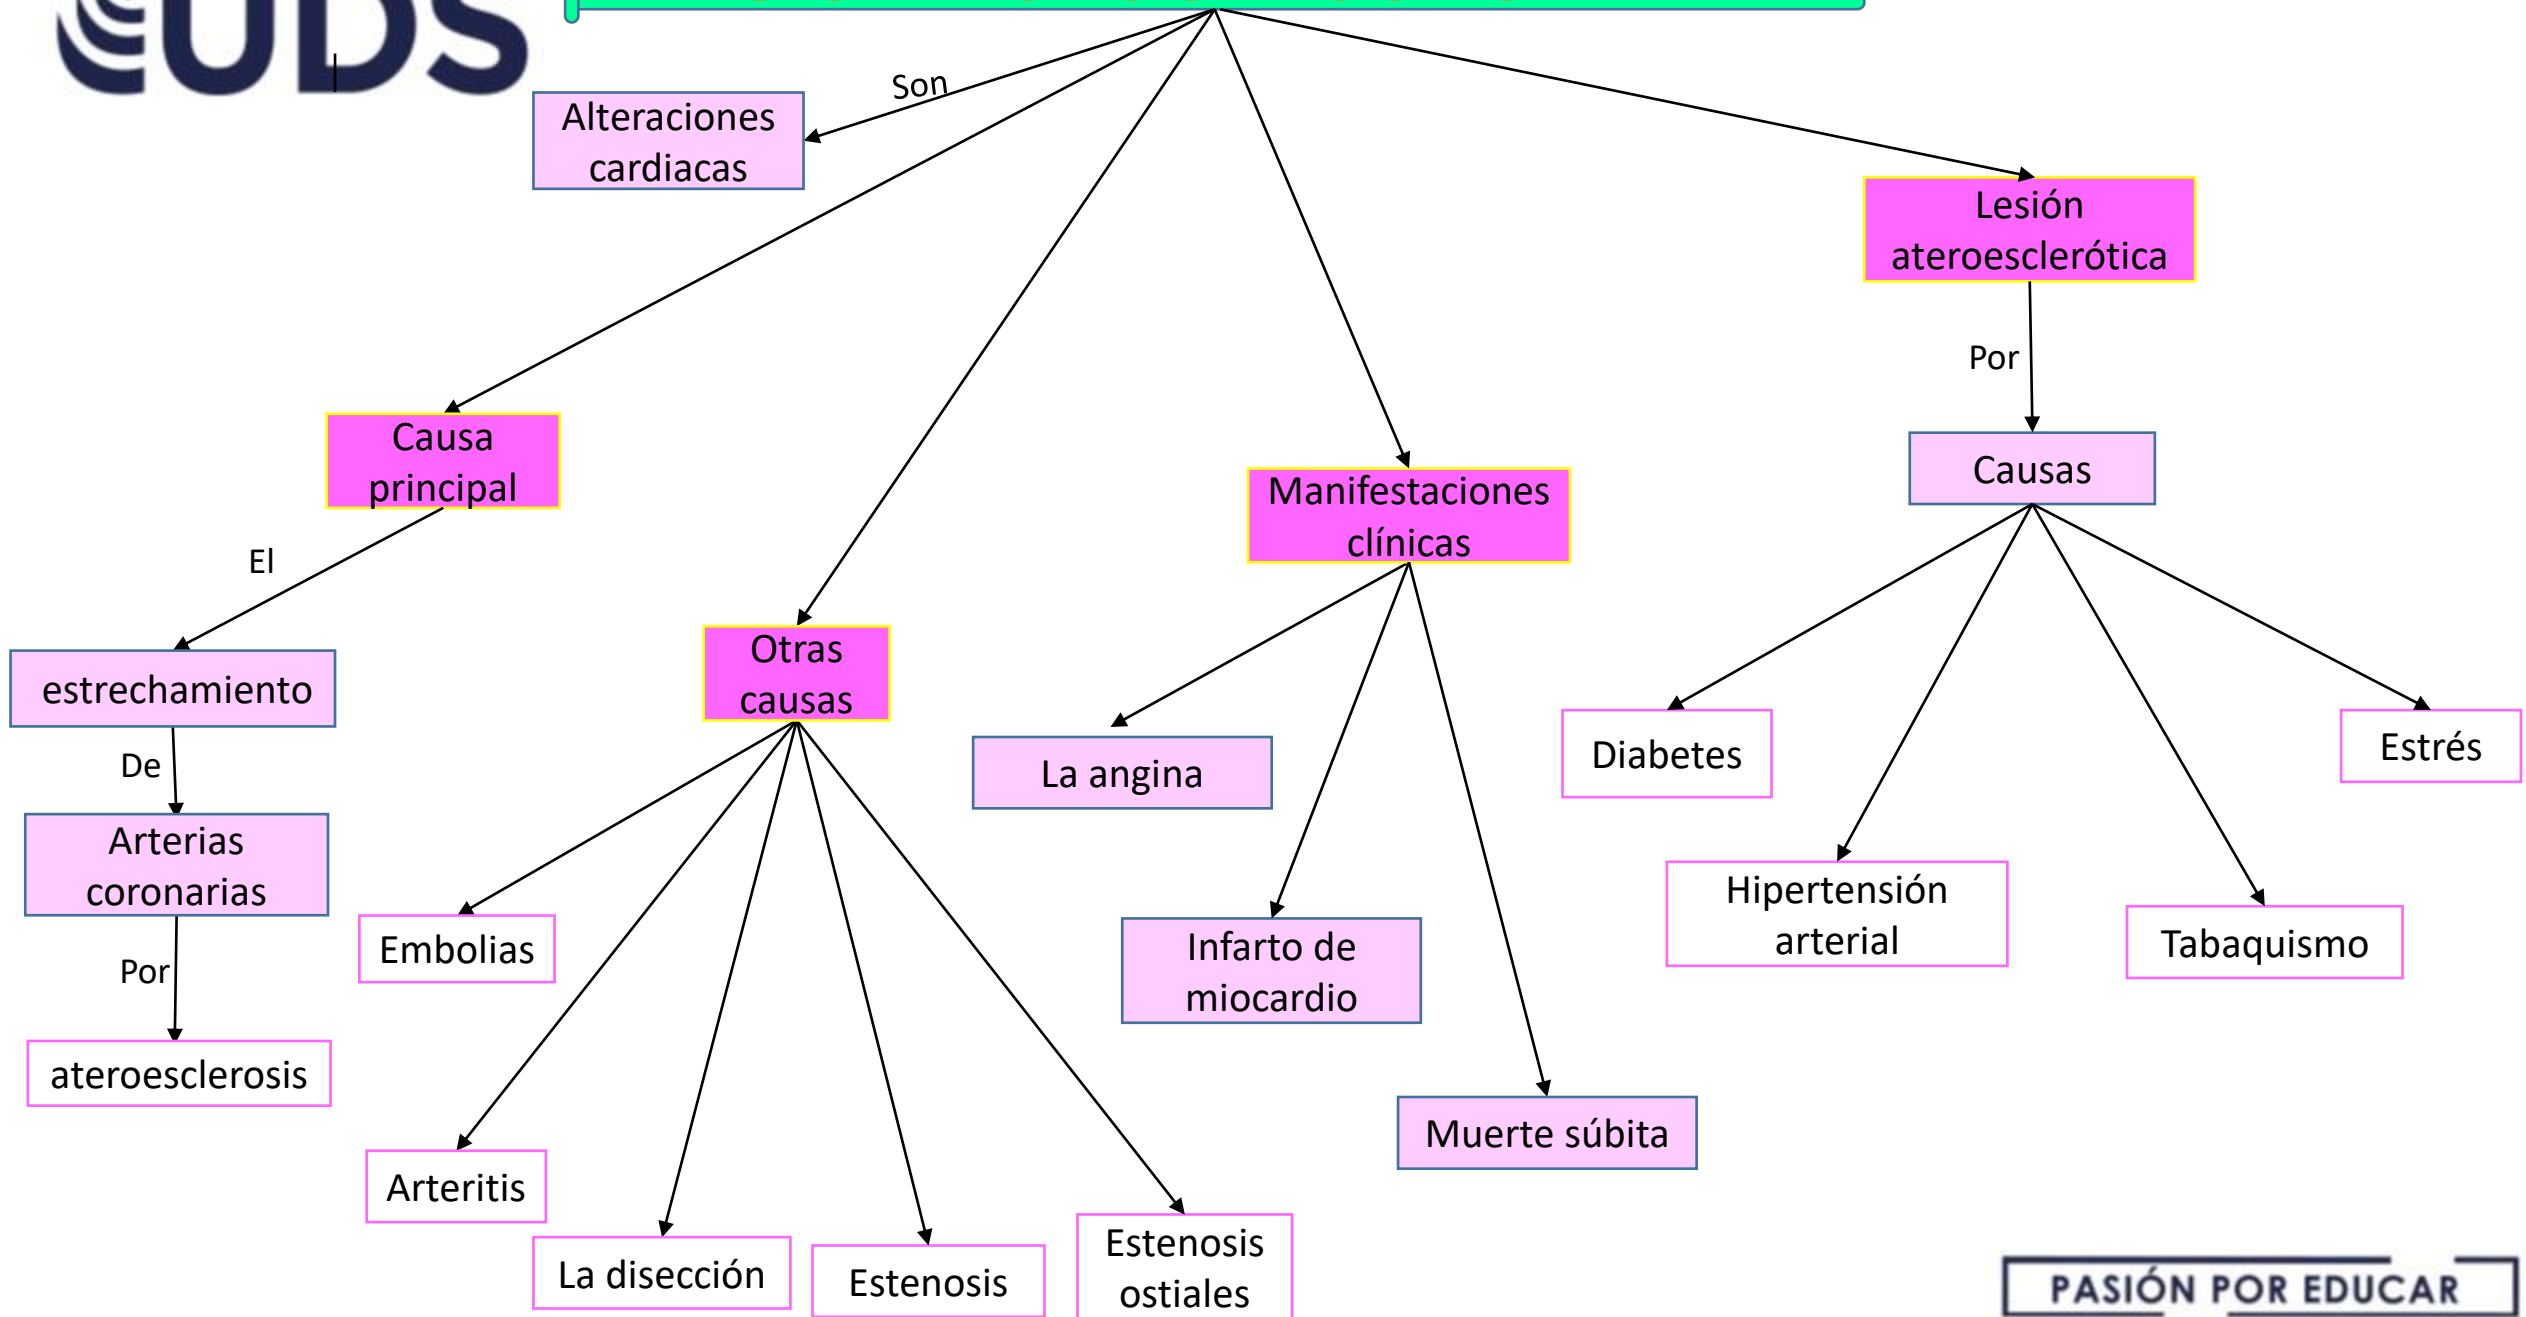 UDS
Son
Alteraciones
cardiacas
Lesión
ateroesclerótica
Por
Causa
principal
Causas
Manifestaciones
clínicas
El
Otras
causas
estrechamiento
De
La angina
Diabetes
Estrés
Arterias
coronarias
Hipertensión
arterial
Embolias
Infarto de
miocardio
Tabaquismo
Por
ateroesclerosis
Muerte súbita
Arteritis
La disección
Estenosis
Estenosis
ostiales
PASIÓN POR EDUCAR